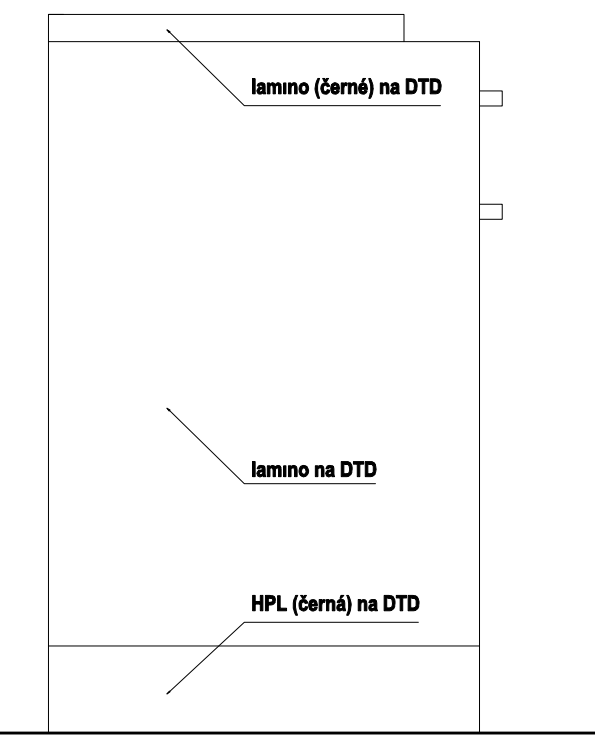 lamino (černé) na DTD
lamino na DTD
HPL (černá) na DTD